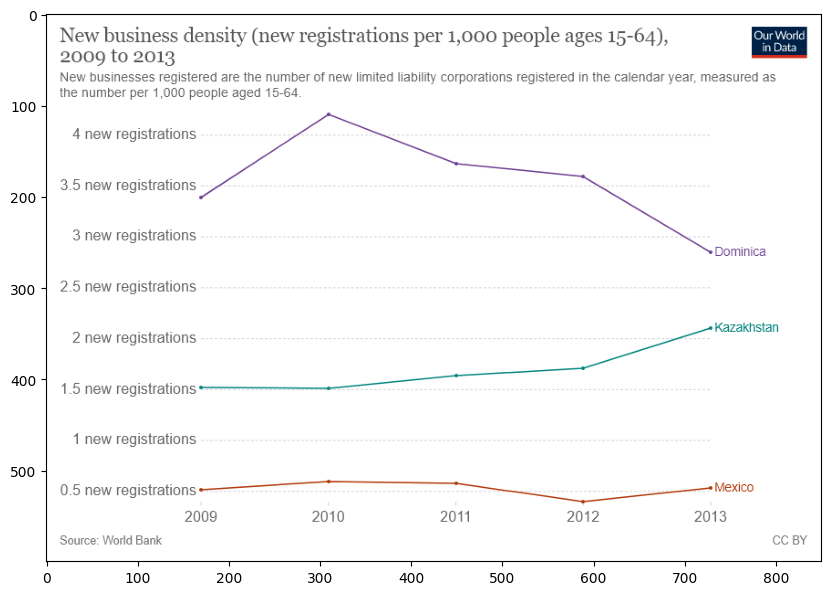 New business density (new registrations per 1,000 people ages 15-64),
2009 to 2013
Our World
in Data
New businesses registered are the number of new limited liability corporations registered in the calendar year, measured as
the number per 1,000 people aged 15-64.
4 new registrations
3.5 new registrations
3 new registrations
Dominica
2.5 new registrations
Kazakhstan
2 new registrations
1.5 new registrations
1 new registrations
Mexico
0.5 new registrations
2009 2010 2011 2012 2013
Source: World Bank
CC BY
0
100
200
300
400
500
0 100 200 300 400 500 600 700 800